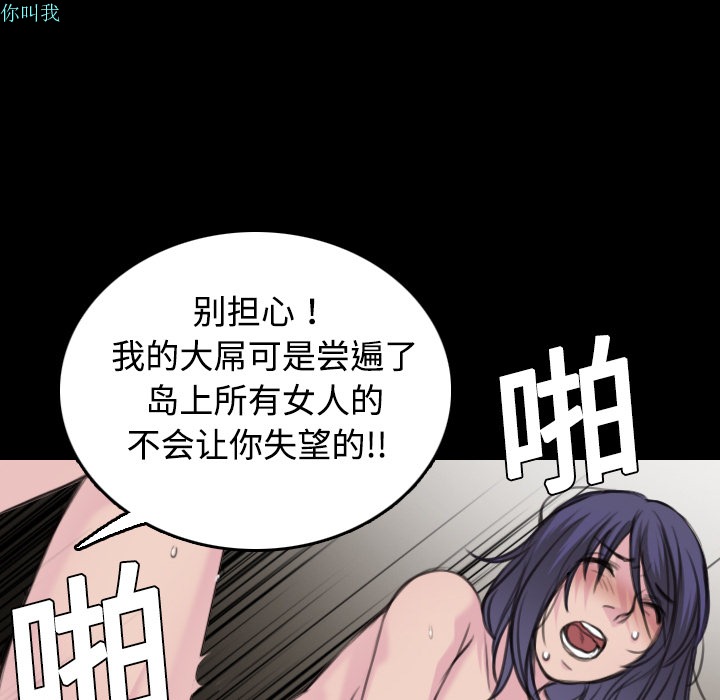 你叫我
别担心！
我的大屌可是尝遍了
岛上所有女人的
不会让你失望的!!
啪
啪